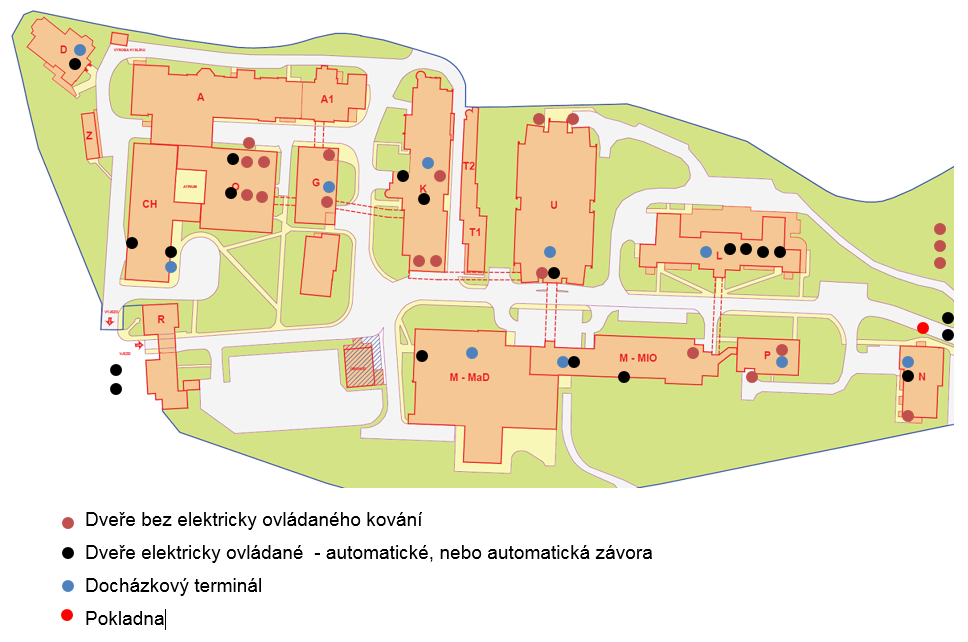 D
VÝROBA KYSLÍKU
A
A1
Z
T2
O
ATRIUM
G
K
CH
U
T1
L
R
VJEZD
M - MaD
M - MIO
P
N
Dveře bez elektricky ovládaného kování
Dveře elektricky ovládané - automatické, nebo automatická závora
Docházkový terminál
Pokladna